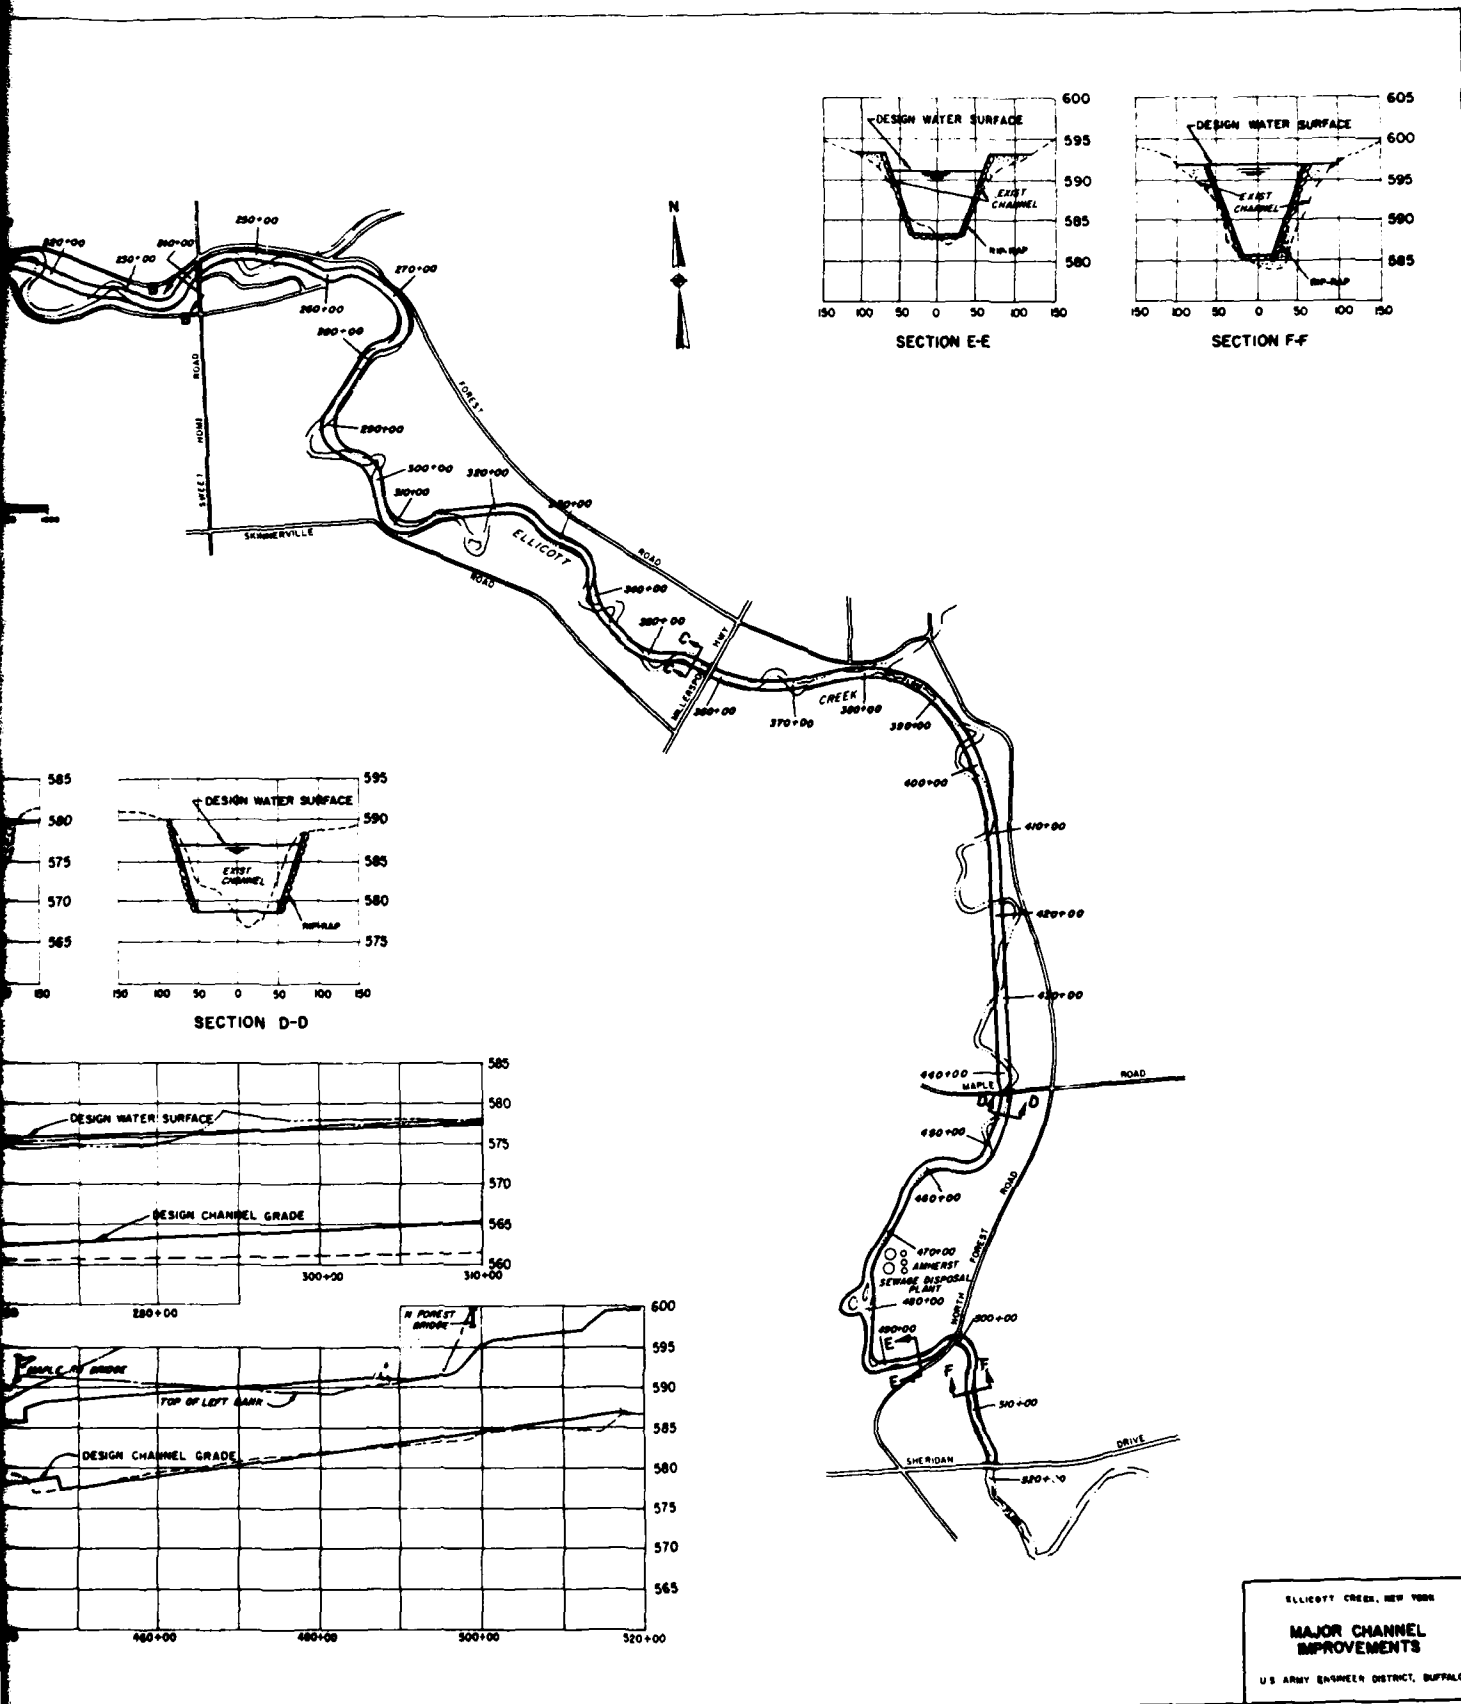 600
DESIGN WATER SURFACE
595
590
EXIST
CHANNEL
585
RIP-RAP
580
150 100 50 0 50 100 150
SECTION E-E
605
DESIGN WATER SURFACE
600
595
EXIST
CHANNEL
590
585
RIP-RAP
150 100 50 0 50 100 150
SECTION F-F
N
250+00
220+00
230+00
270+00
260+00
280+00
ROAD
HOME
SWEET
FOREST
290+00
300+00
320+00
310+00
SKINNERVILLE
ELLICOTT
ROAD
ROAD
340+00
C
C
HWY
360+00
370+00
CREEK
380+00
390+00
400+00
410+00
420+00
430+00
440+00
MAPLE
ROAD
D
D
450+00
460+00
ROAD
FOREST
NORTH
470+00
AMHERST
SEWAGE DISPOSAL
PLANT
480+00
490+00
500+00
E
E
F
F
510+00
SHERIDAN
DRIVE
585
580
575
570
565
150
595
DESIGN WATER SURFACE
590
EXIST
CHANNEL
585
580
RIP-RAP
575
150 100 50 0 50 100 150
SECTION D-D
585
580
DESIGN WATER SURFACE
575
570
DESIGN CHANNEL GRADE
565
560
300+00
310+00
280+00
600
N FOREST
BRIDGE
595
MAPLE RD BRIDGE
590
TOP OF LEFT BANK
585
DESIGN CHANNEL GRADE
580
575
570
565
460+00
480+00
500+00
520+00
ELLICOTT CREEK, NEW YORK
MAJOR CHANNEL
IMPROVEMENTS
U S ARMY ENGINEER DISTRICT, BUFFALO